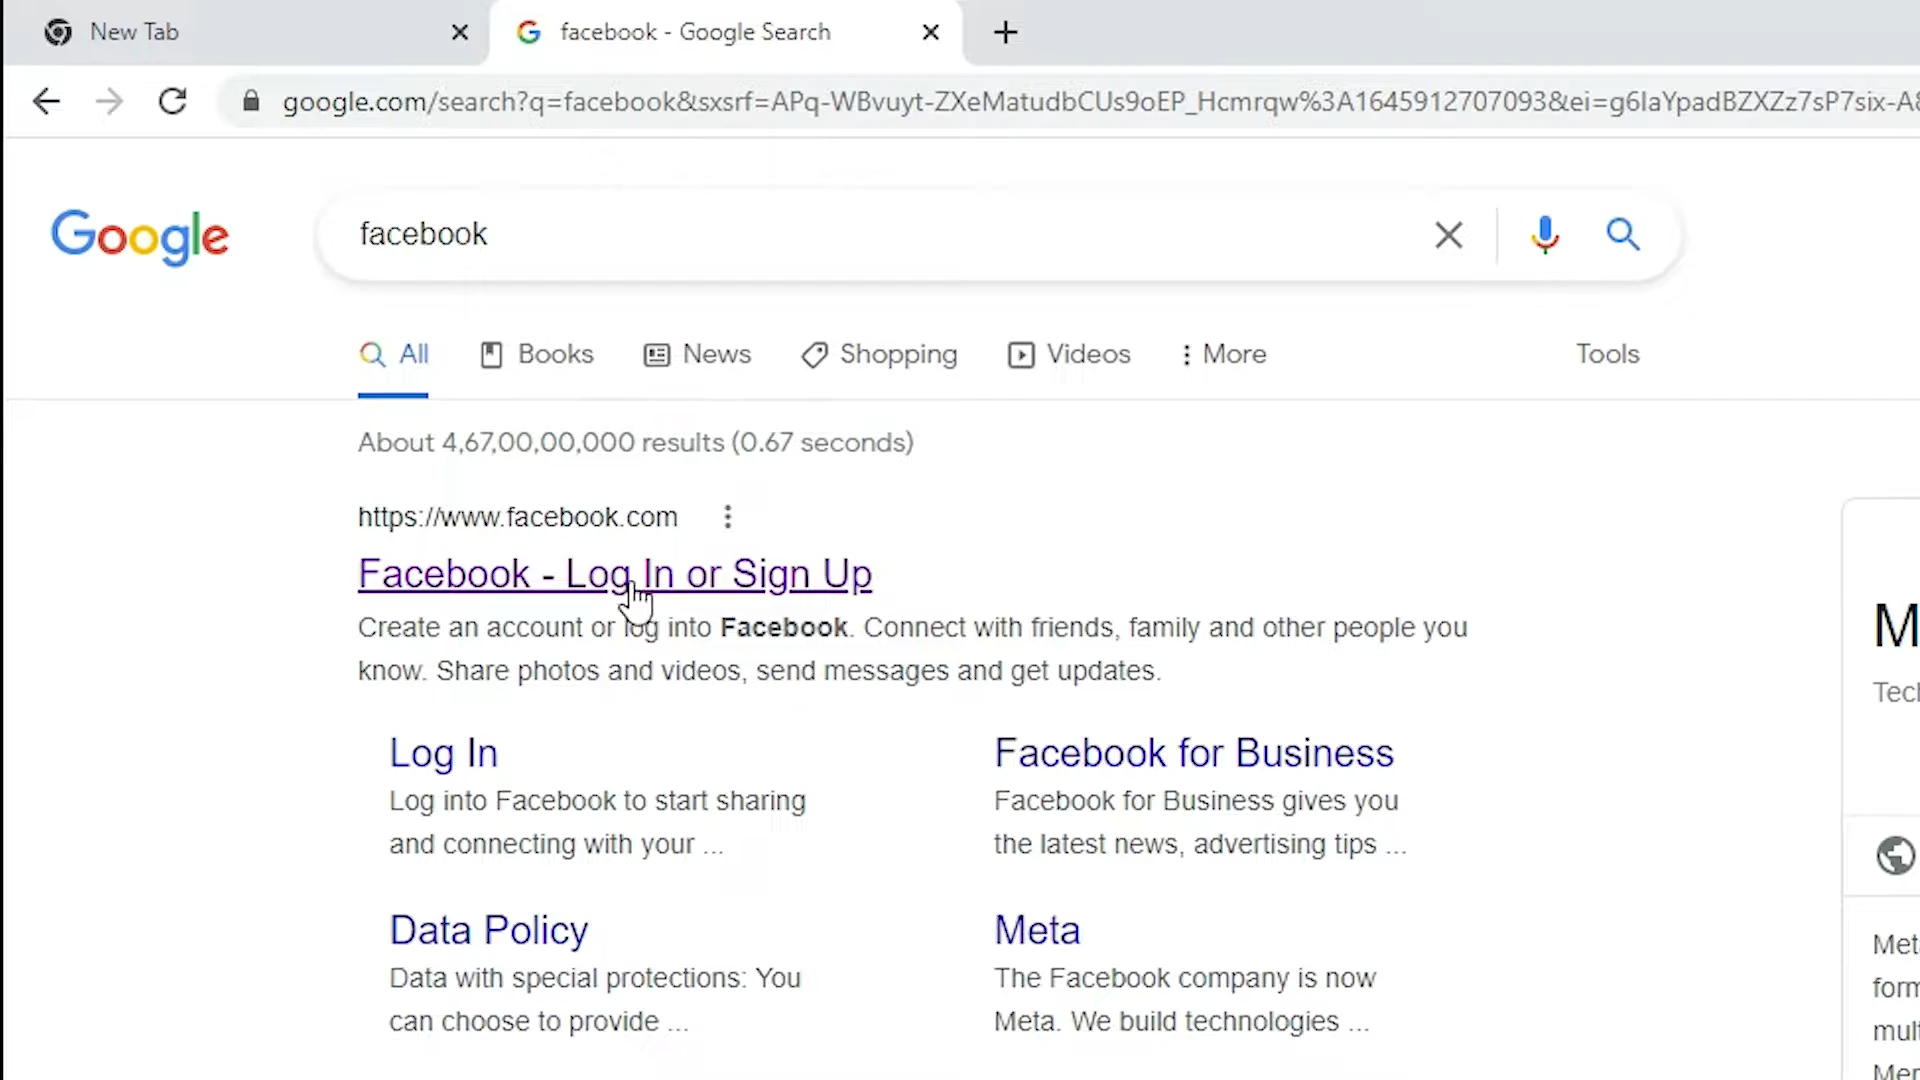 New Tab
facebook - Google Search
google.com/search?q=facebook&sxsrf=APq-WBvuyt-ZXeMatudbCUs9oEP_Hcmrqw%3A1645912707093&ei=g6IaYpadBZXZz7sP7six-A8
Google
facebook
All
Books
News
Shopping
Videos
More
Tools
About 4,67,00,00,000 results (0.67 seconds)
https://www.facebook.com
Facebook - Log In or Sign Up
Create an account or log into Facebook. Connect with friends, family and other people you
know. Share photos and videos, send messages and get updates.
Log In
Log into Facebook to start sharing
and connecting with your ...
Facebook for Business
Facebook for Business gives you
the latest news, advertising tips ...
Data Policy
Data with special protections: You
can choose to provide ...
Meta
The Facebook company is now
Meta. We build technologies ...
M
Tech
Meta
form
mult